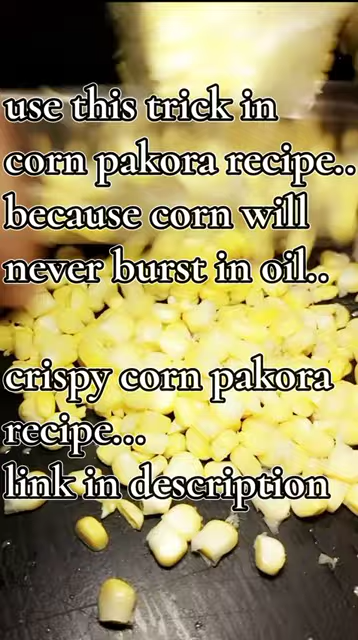 use this trick in
corn pakora recipe..
because corn will
never burst in oil..
crispy corn pakora
recipe...
link in description